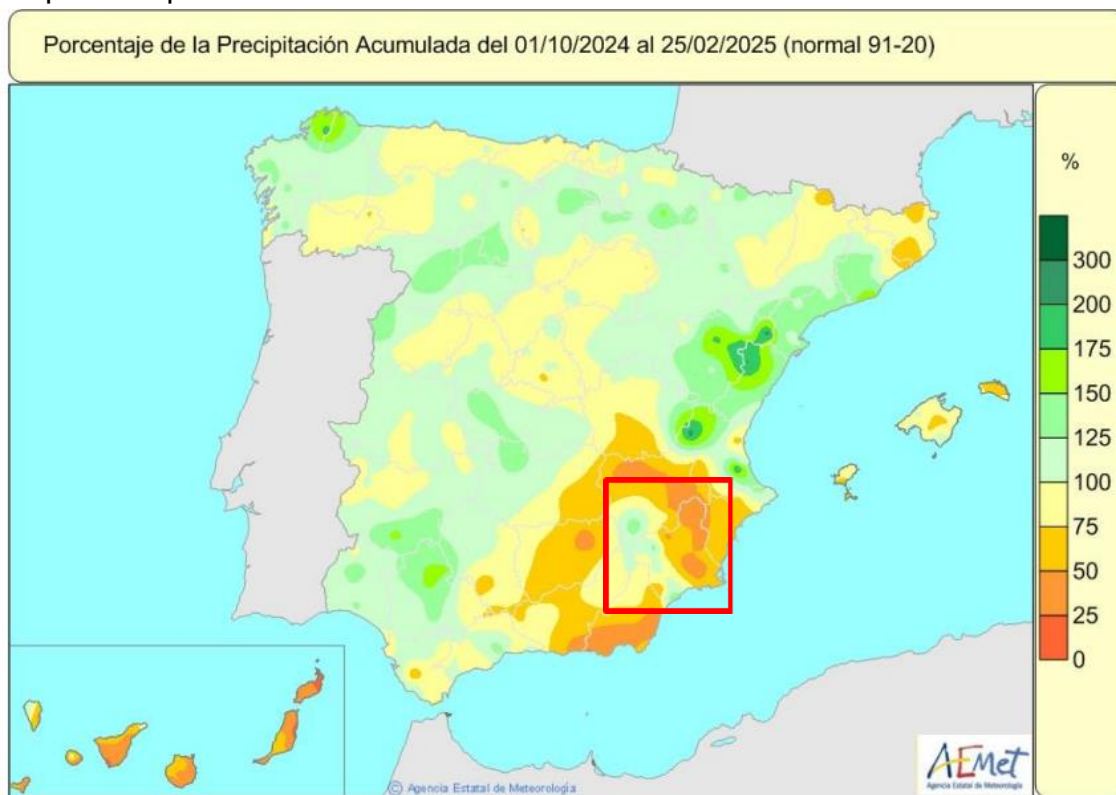 Porcentaje de la Precipitación Acumulada del 01/10/2024 al 25/02/2025 (normal 91-20)
%
300
200
175
150
125
100
75
50
25
0
© Agencia Estatal de Meteorología
AEMet
Agencia Estatal de Meteorología